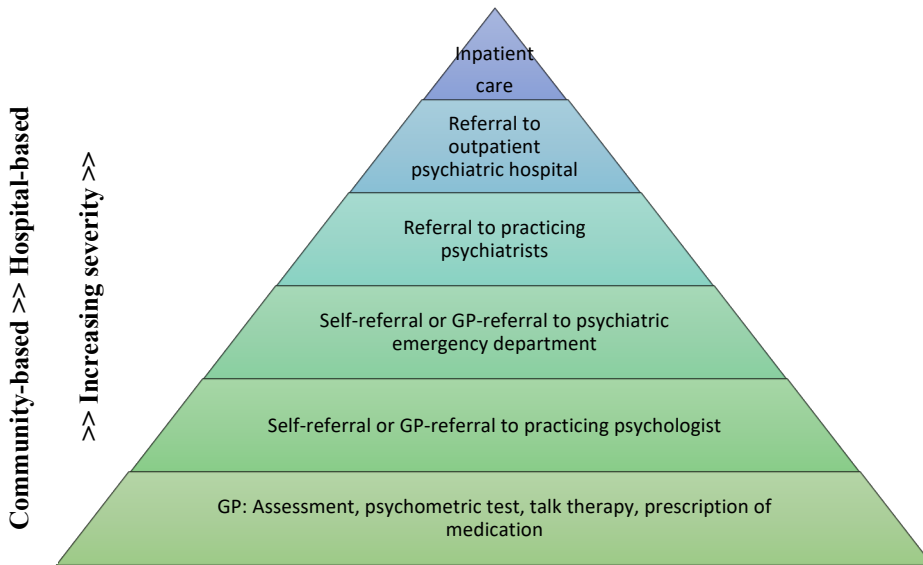 Community-based >> Hospital-based
>> Increasing severity >>
Inpatient
care
Referral to
outpatient
psychiatric hospital
Referral to practicing
psychiatrists
Self-referral or GP-referral to psychiatric
emergency department
Self-referral or GP-referral to practicing psychologist
GP: Assessment, psychometric test, talk therapy, prescription of
medication